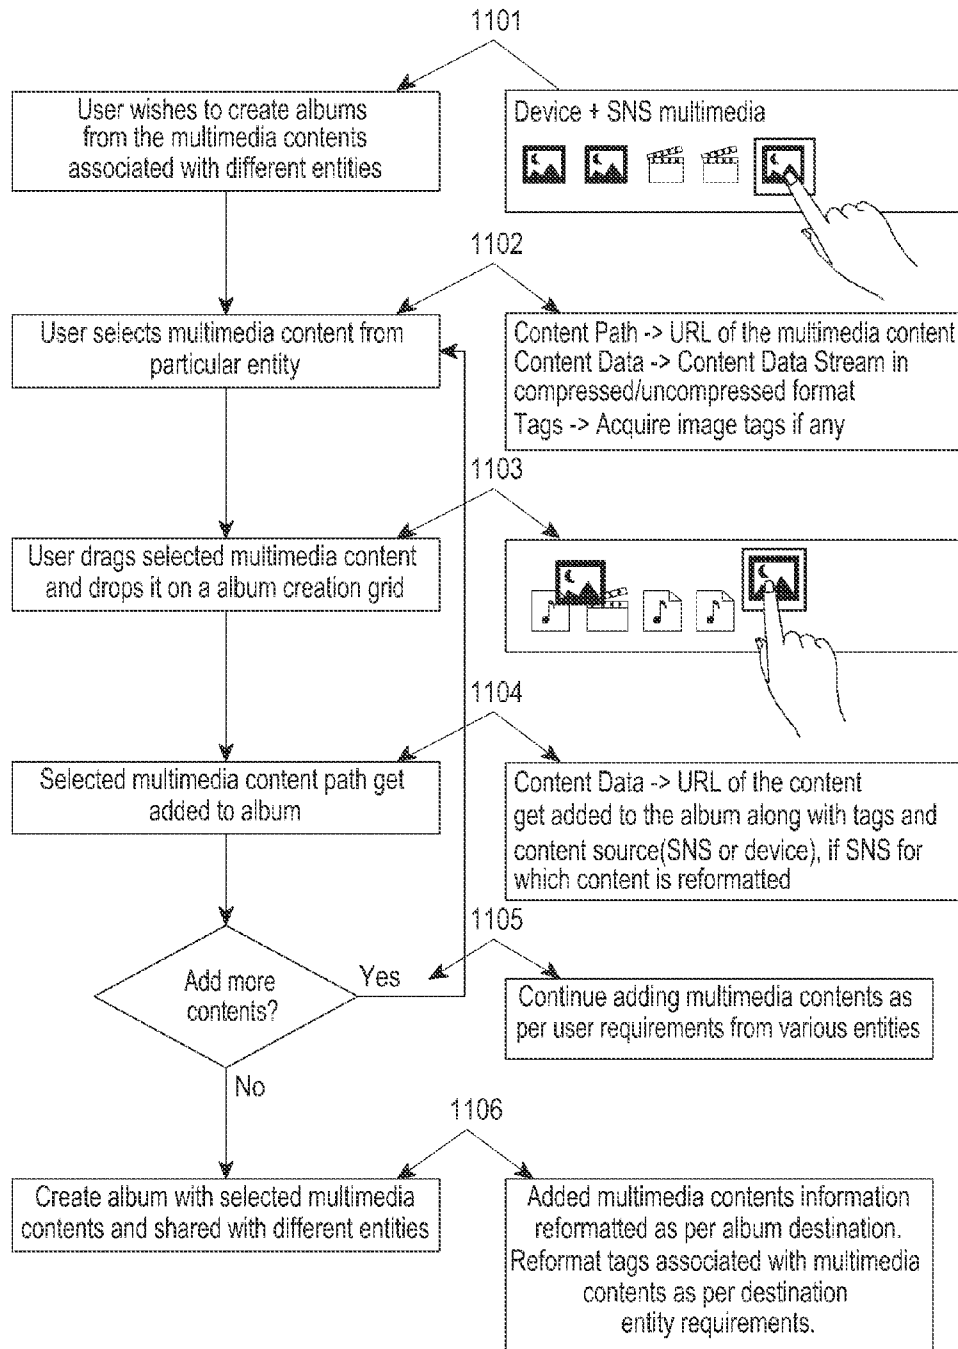 1101
User wishes to create albums
from the multimedia contents
associated with different entities
Device + SNS multimedia
1102
User selects multimedia content from
particular entity
Content Path -> URL of the multimedia content
Content Data -> Content Data Stream in
compressed/uncompressed format
Tags -> Acquire image tags if any
1103
User drags selected multimedia content
and drops it on a album creation grid
1104
Selected multimedia content path get
added to album
Content Data -> URL of the content
get added to the album along with tags and
content source(SNS or device), if SNS for
which content is reformatted
1105
Add more
contents?
Yes
Continue adding multimedia contents as
per user requirements from various entities
No
1106
Create album with selected multimedia
contents and shared with different entities
Added multimedia contents information
reformatted as per album destination.
Reformat tags associated with multimedia
contents as per destination
entity requirements.